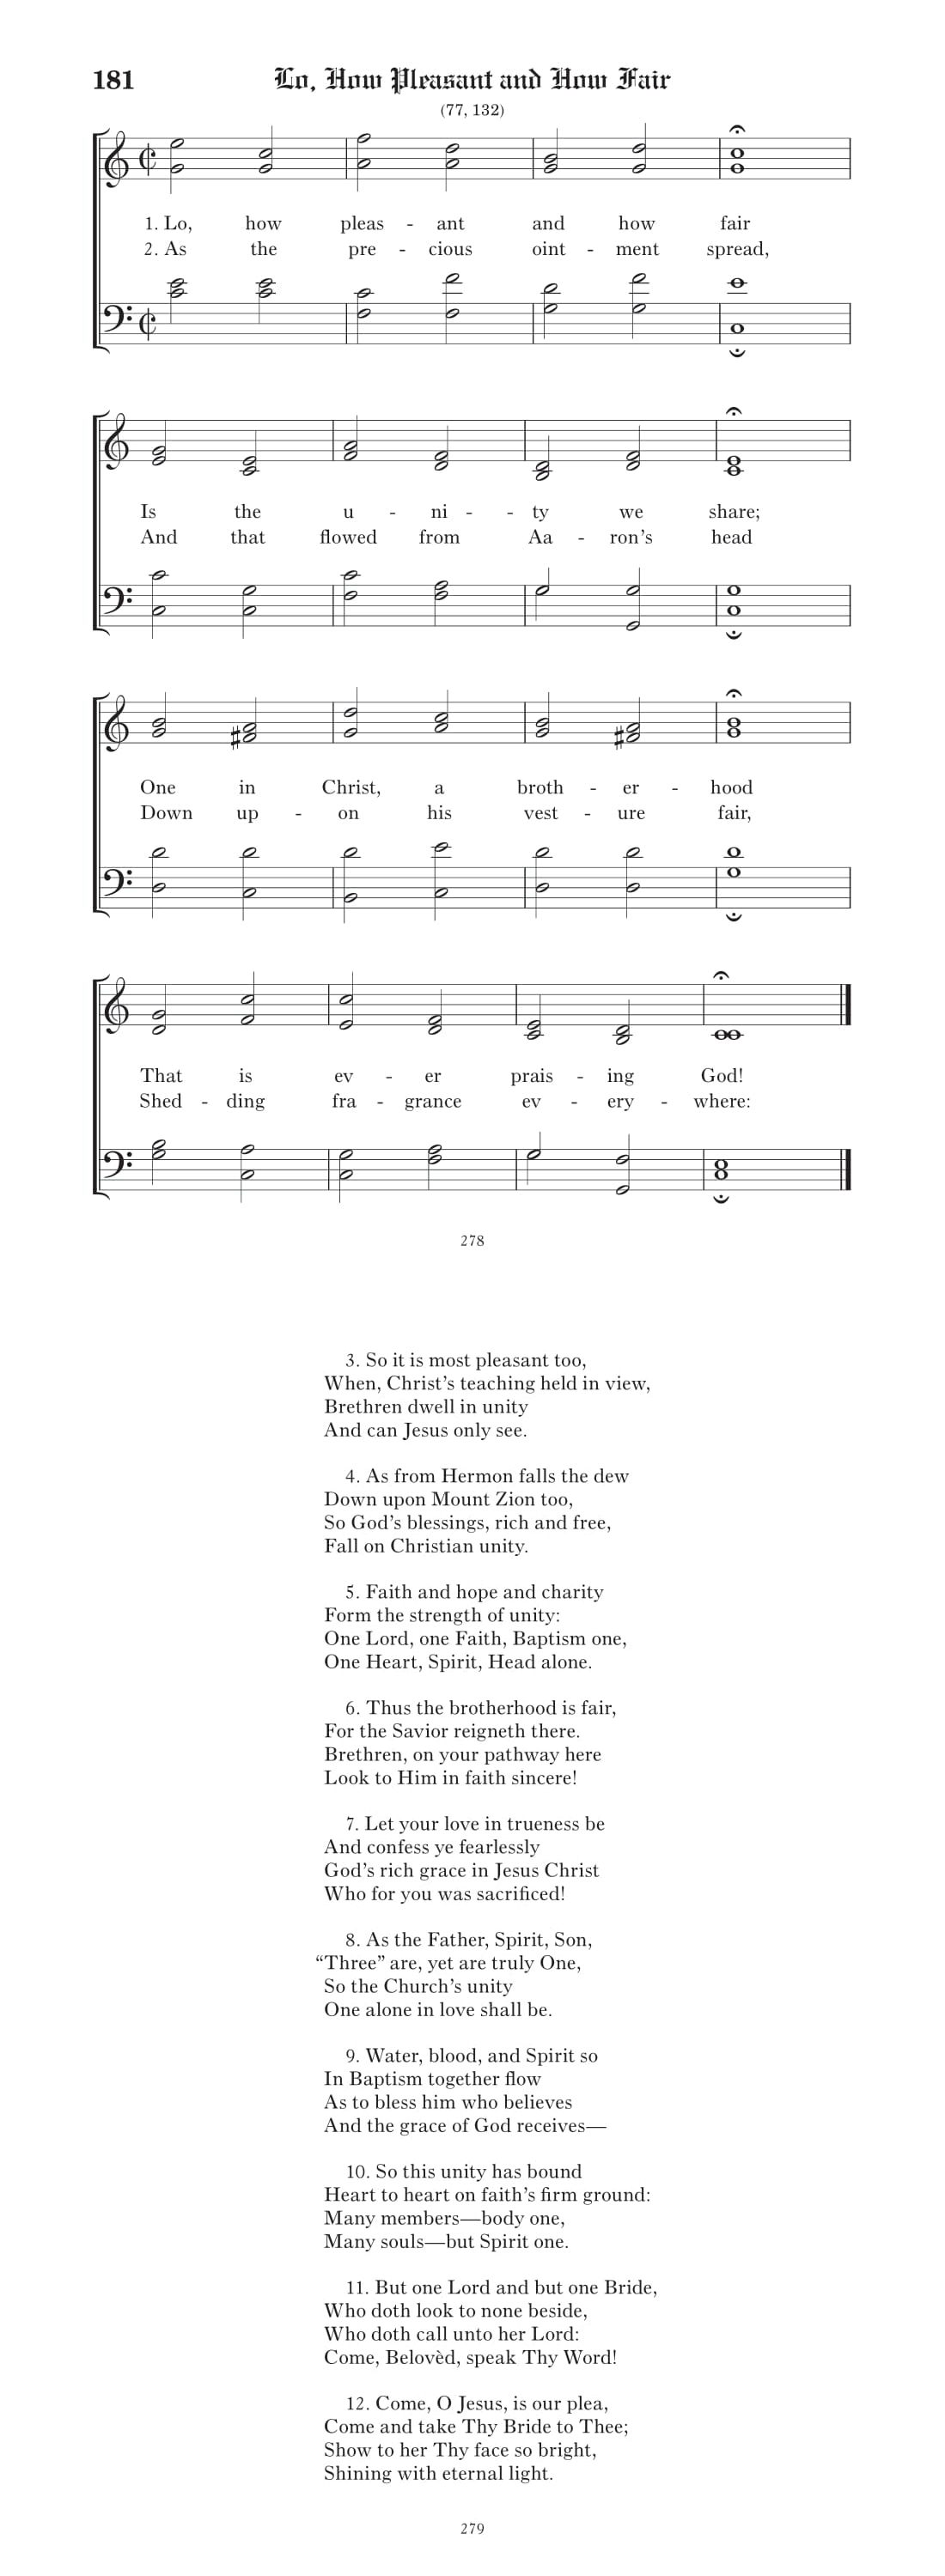 181 Lo, How Pleasant and How Fair
(77, 132)
1. Lo, how pleas - ant and how fair
2. As the pre - cious oint - ment spread,
Is the u - ni - - ty we share;
And that flowed from Aa - ron’s head
One in Christ, a broth - er - hood
Down up - on his vest - ure fair,
That is ev - er prais - ing God!
Shed - ding fra - grance ev - ery - where:
278
3. So it is most pleasant too,
When, Christ’s teaching held in view,
Brethren dwell in unity
And can Jesus only see.
4. As from Hermon falls the dew
Down upon Mount Zion too,
So God’s blessings, rich and free,
Fall on Christian unity.
5. Faith and hope and charity
Form the strength of unity:
One Lord, one Faith, Baptism one,
One Heart, Spirit, Head alone.
6. Thus the brotherhood is fair,
For the Savior reigneth there.
Brethren, on your pathway here
Look to Him in faith sincere!
7. Let your love in trueness be
And confess ye fearlessly
God’s rich grace in Jesus Christ
Who for you was sacrificed!
8. As the Father, Spirit, Son,
“Three” are, yet are truly One,
So the Church’s unity
One alone in love shall be.
9. Water, blood, and Spirit so
In Baptism together flow
As to bless him who believes
And the grace of God receives—
10. So this unity has bound
Heart to heart on faith’s firm ground:
Many members—body one,
Many souls—but Spirit one.
11. But one Lord and but one Bride,
Who doth look to none beside,
Who doth call unto her Lord:
Come, Belovèd, speak Thy Word!
12. Come, O Jesus, is our plea,
Come and take Thy Bride to Thee;
Show to her Thy face so bright,
Shining with eternal light.
279